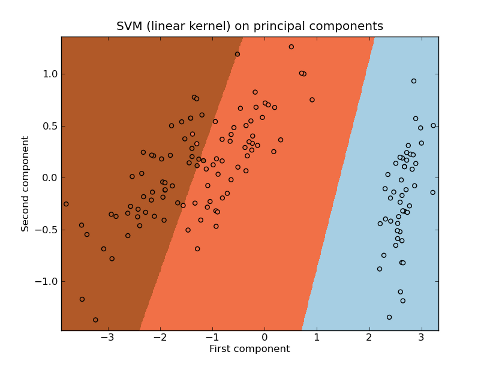 SVM (linear kernel) on principal components
Second component
1.0
0.5
0.0
−0.5
−1.0
−3 −2 −1 0 1 2 3
First component